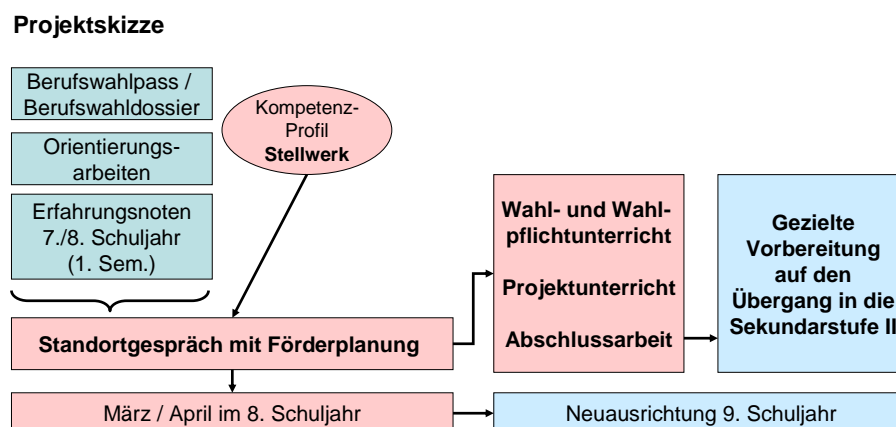 Projektskizze
Berufswahlpass /
Berufswahldossier
Orientierungs-
arbeiten
Erfahrungsnoten
7./8. Schuljahr
(1. Sem.)
Kompetenz-
Profil
Stellwerk
Standortgespräch mit Förderplanung
März / April im 8. Schuljahr
Wahl- und Wahl-
pflichtunterricht
Projektunterricht
Abschlussarbeit
Gezielte
Vorbereitung
auf den
Übergang in die
Sekundarstufe II
Neuausrichtung 9. Schuljahr